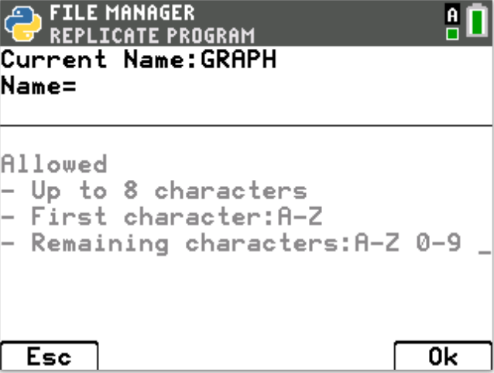 FILE MANAGER
REPLICATE PROGRAM
A
Current Name:GRAPH
Name=
Allowed
- Up to 8 characters
- First character:A-Z
- Remaining characters:A-Z 0-9 _
Esc
Ok